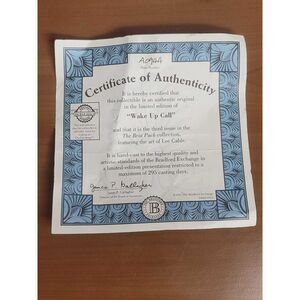 A0944
Certificate of Authenticity
It is hereby certified that
this collectible is an authentic original
in the limited edition of
"Wake Up Call"
and that it is the third issue in the
The Brat Pack collection,
featuring the art of Lee Cable.
It is hand-cast to the highest quality and
artistic standards of the Bradford Exchange in
a limited-edition presentation restricted to a
maximum of 295 casting days.
James P. Gallagher
B